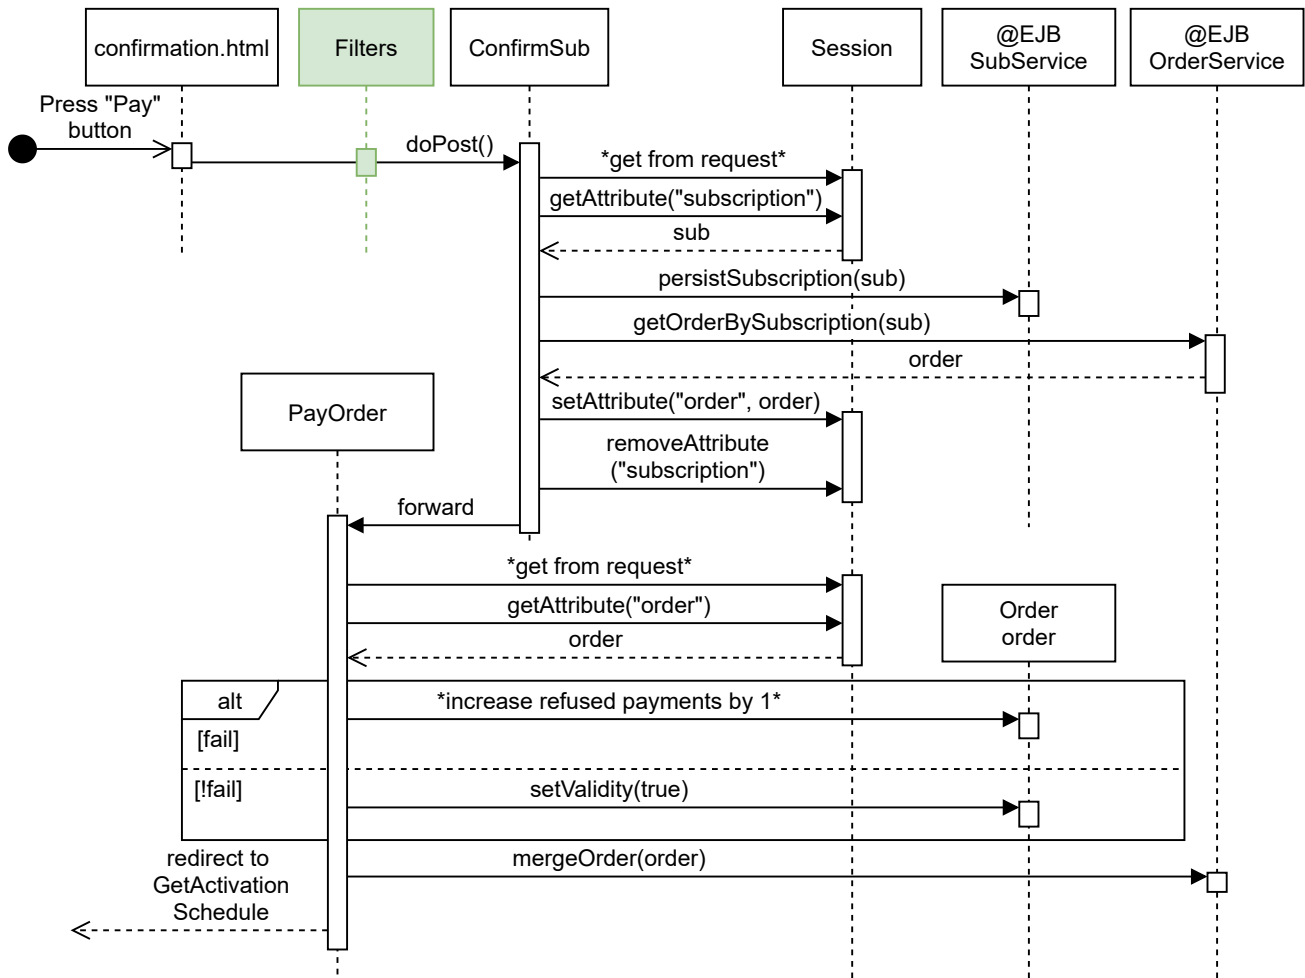 confirmation.html
Filters
ConfirmSub
Session
@EJB
SubService
@EJB
OrderService
Press "Pay"
button
doPost()
*get from request*
getAttribute("subscription")
sub
persistSubscription(sub)
getOrderBySubscription(sub)
order
PayOrder
setAttribute("order", order)
removeAttribute
("subscription")
forward
*get from request*
getAttribute("order")
order
Order
order
alt
*increase refused payments by 1*
[fail]
[!fail]
setValidity(true)
mergeOrder(order)
redirect to
GetActivation
Schedule